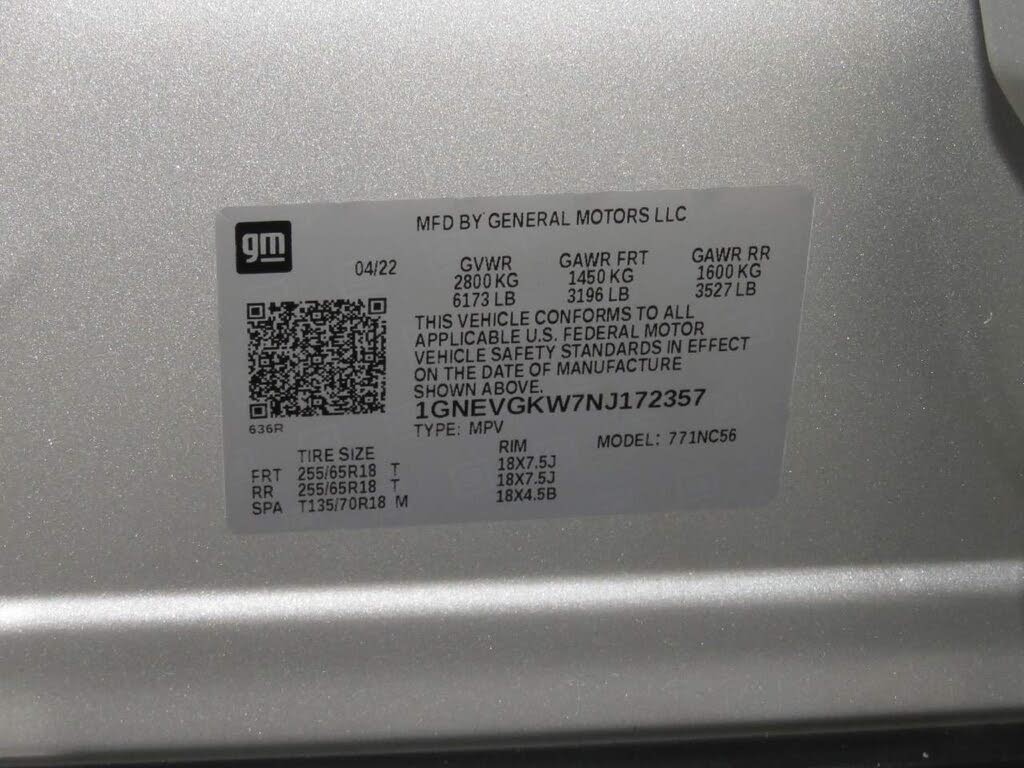 gm
MFD BY GENERAL MOTORS LLC
04/22
GVWR GAWR FRT GAWR RR
2800 KG 1450 KG 1600 KG
6173 LB 3196 LB 3527 LB
THIS VEHICLE CONFORMS TO ALL
APPLICABLE U.S. FEDERAL MOTOR
VEHICLE SAFETY STANDARDS IN EFFECT
ON THE DATE OF MANUFACTURE
SHOWN ABOVE.
1GNEVGKW7NJ172357
636R
TYPE: MPV
MODEL: 771NC56
TIRE SIZE RIM
FRT 255/65R18 T 18X7.5J
RR 255/65R18 T 18X7.5J
SPA T135/70R18 M 18X4.5B